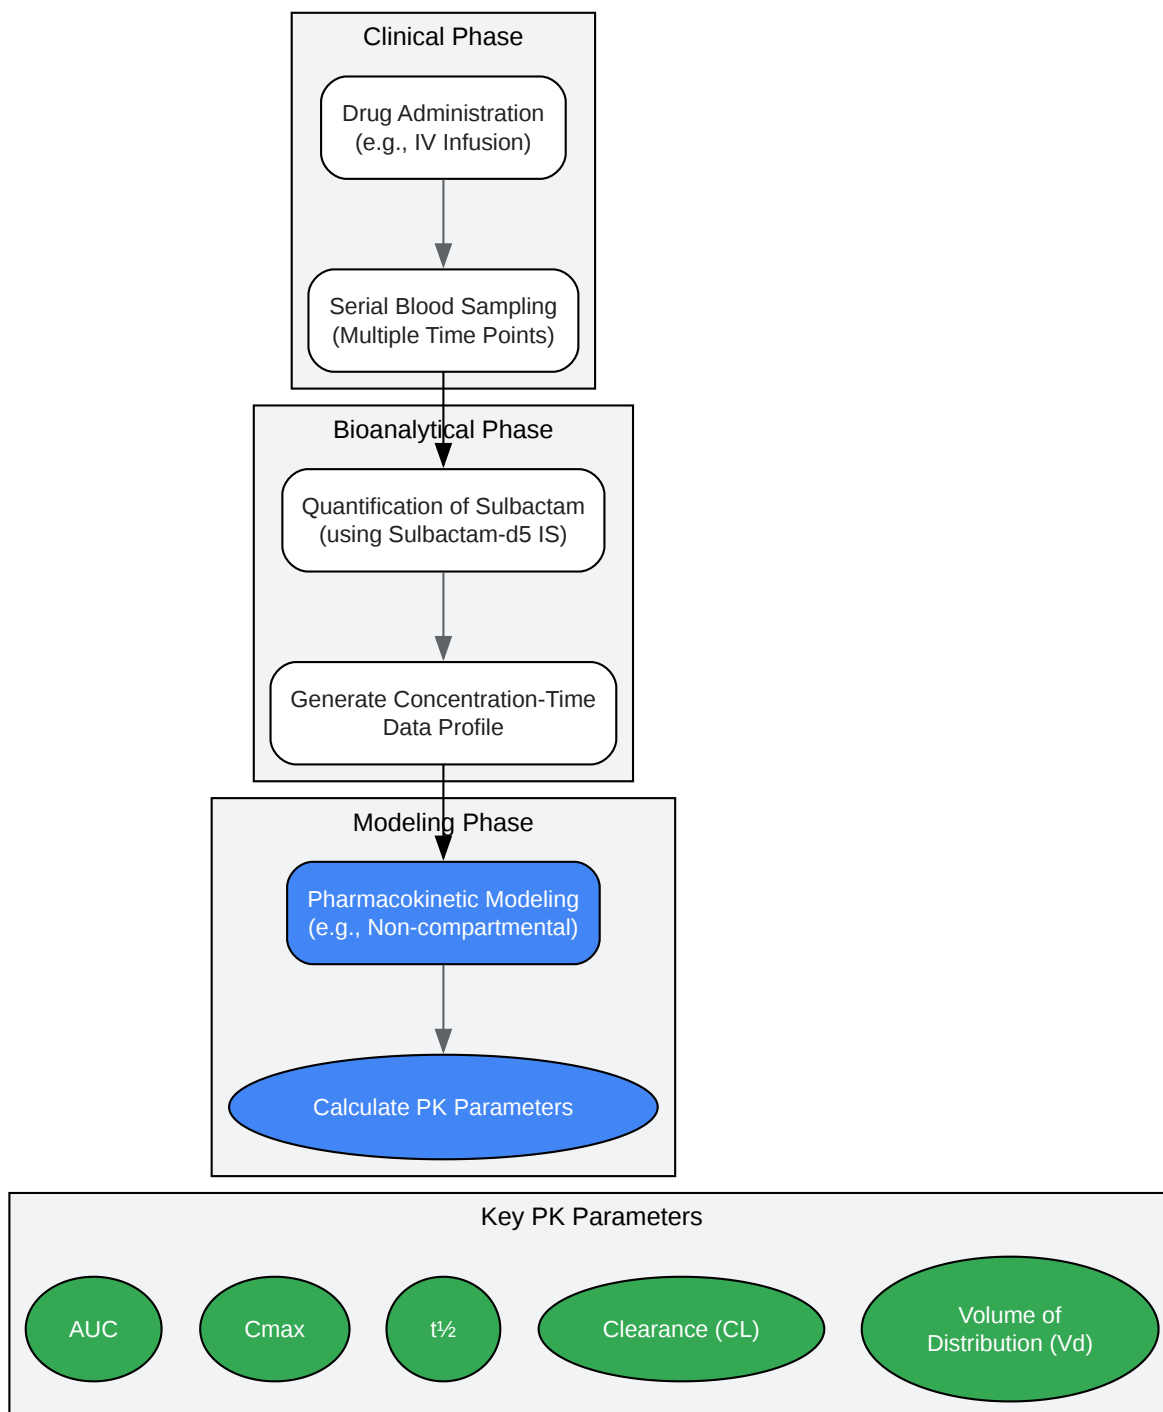 Clinical Phase
Drug Administration
(e.g., IV Infusion)
Serial Blood Sampling
(Multiple Time Points)
Bioanalytical Phase
Quantification of Sulbactam
(using Sulbactam-d5 IS)
Generate Concentration-Time
Data Profile
Modeling Phase
Pharmacokinetic Modeling
(e.g., Non-compartmental)
Calculate PK Parameters
Key PK Parameters
AUC
Cmax
t½
Clearance (CL)
Volume of
Distribution (Vd)